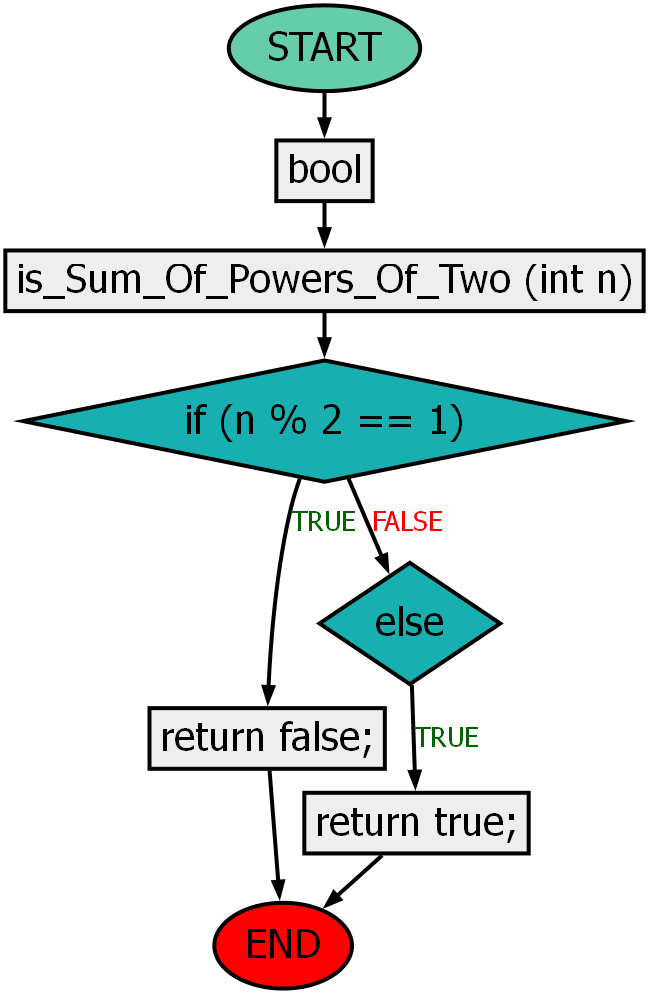 START
bool
is_Sum_Of_Powers_Of_Two (int n)
if (n % 2 == 1)
TRUE
FALSE
else
return false;
TRUE
return true;
END